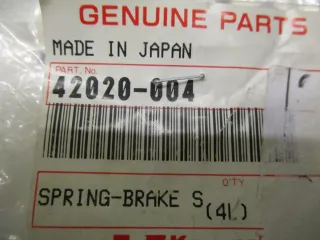 GENUINE PARTS
MADE IN JAPAN
PART. No.
42020-004
Q'TY
SPRING-BRAKE S(4L)